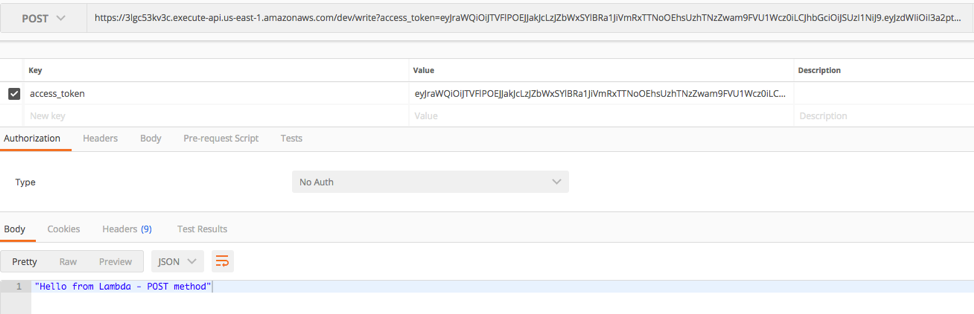 POST https://3lgc53kv3c.execute-api.us-east-1.amazonaws.com/dev/write?access_token=eyJraWQiOiJTVFlPOEJJakJcLzJZbWxSYlBRa1JiVmRxTTNoOEhsUzhTNzZwam9FVU1Wcz0iLCJhbGciOiJSUzI1NiJ9.eyJzdWIiOiI3a2pt...
Key Value Description
access_token eyJraWQiOiJTVFlPOEJJakJcLzJZbWxSYlBRa1JiVmRxTTNoOEhsUzhTNzZwam9FVU1Wcz0iLC...
New key Value Description
Authorization Headers Body Pre-request Script Tests
Type No Auth
Body Cookies Headers (9) Test Results
Pretty Raw Preview JSON
1 "Hello from Lambda - POST method"